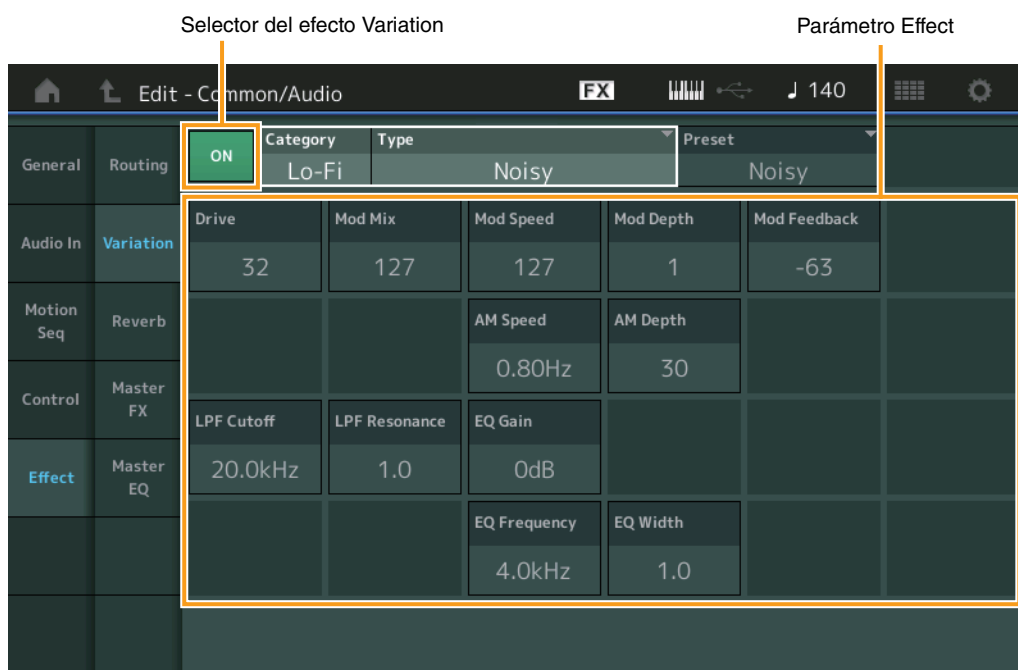 Selector del efecto Variation
Parámetro Effect
Edit - Common/Audio
FX
140
General
Routing
ON
Category
Lo-Fi
Type
Noisy
Preset
Noisy
Audio In
Variation
Drive
32
Mod Mix
127
Mod Speed
127
Mod Depth
1
Mod Feedback
-63
Motion
Seq
Reverb
AM Speed
0.80Hz
AM Depth
30
Control
Master
FX
LPF Cutoff
20.0kHz
LPF Resonance
1.0
EQ Gain
0dB
Effect
Master
EQ
EQ Frequency
4.0kHz
EQ Width
1.0